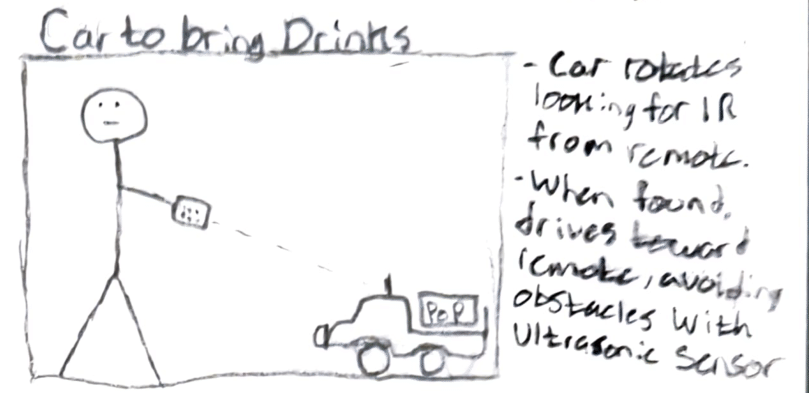 Car to bring Drinks
- Car rotates
looking for IR
from remote.
- When found,
drives toward
remote, avoiding
obstacles with
Ultrasonic Sensor
POP